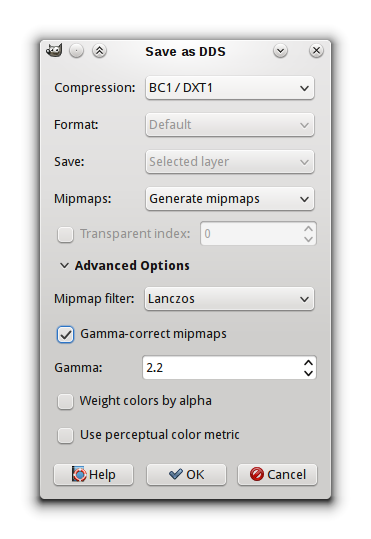 Save as DDS
Compression: BC1 / DXT1
Format: Default
Save: Selected layer
Mipmaps: Generate mipmaps
Transparent index: 0
Advanced Options
Mipmap filter: Lanczos
Gamma-correct mipmaps
Gamma: 2.2
Weight colors by alpha
Use perceptual color metric
Help OK Cancel